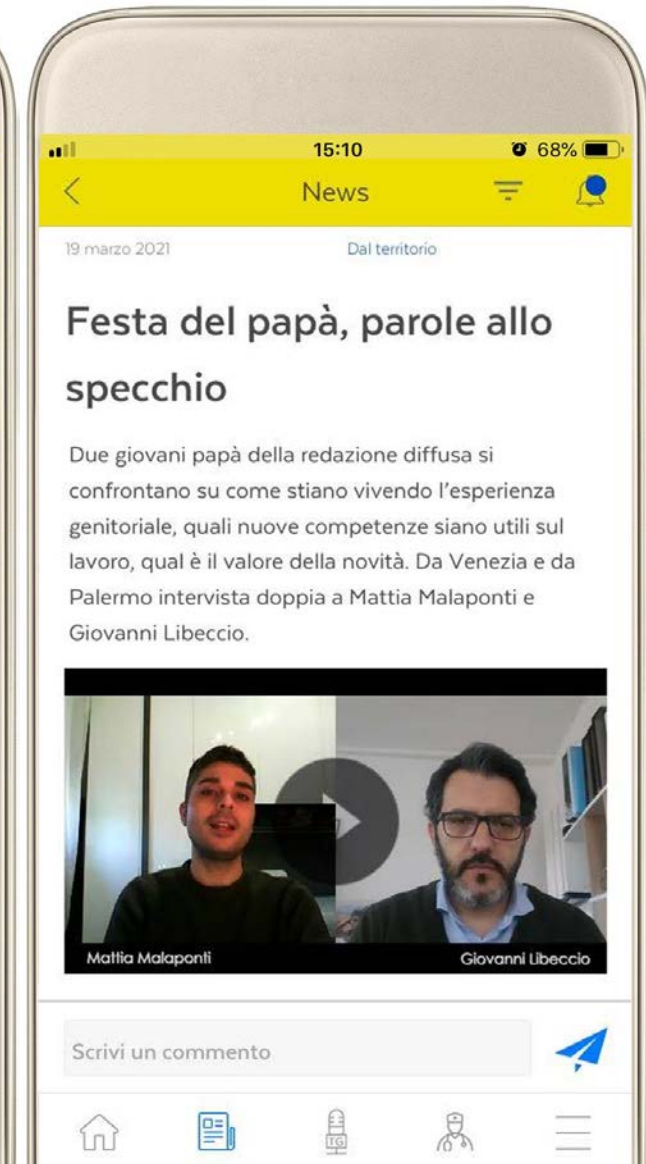 15:10
68%
News
19 marzo 2021
Dal territorio
Festa del papà, parole allo
specchio
Due giovani papà della redazione diffusa si
confrontano su come stiano vivendo l'esperienza
genitoriale, quali nuove competenze siano utili sul
lavoro, qual è il valore della novità. Da Venezia e da
Palermo intervista doppia a Mattia Malaponti e
Giovanni Libeccio.
Mattia Malaponti
Giovanni Libeccio
Scrivi un commento
TG